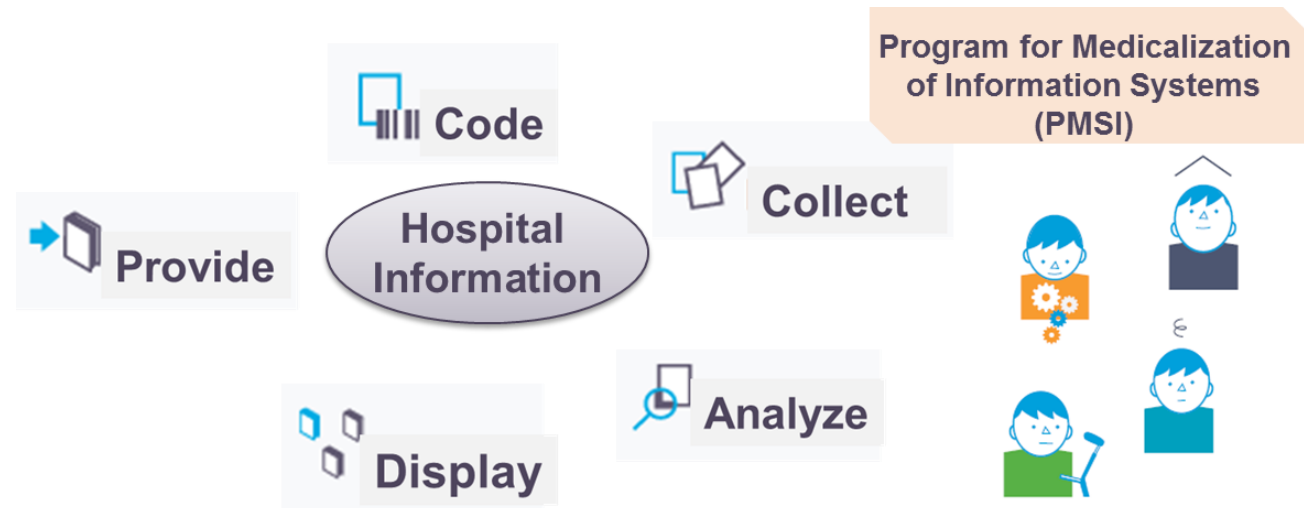 Program for Medicalization
of Information Systems
(PMSI)
Code
Collect
Hospital
Information
Provide
Analyze
Display